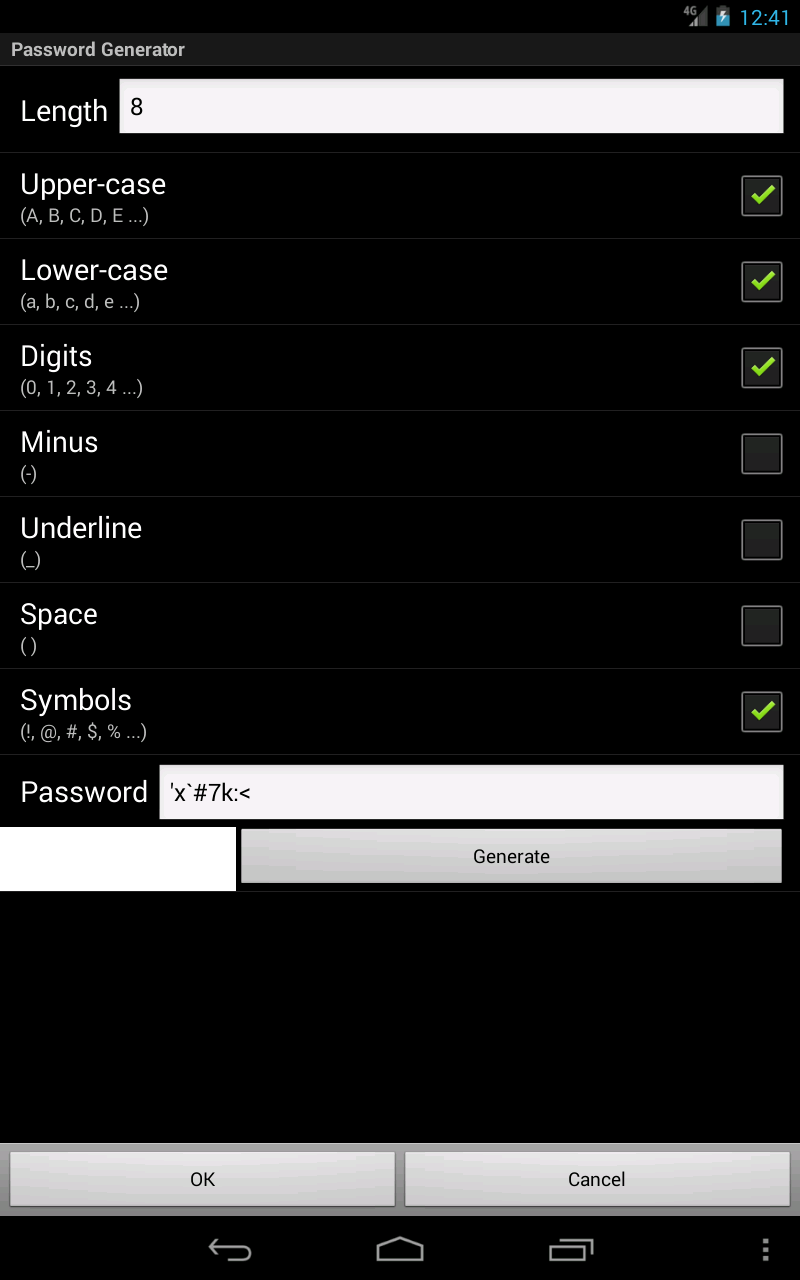 4G 12:41
Password Generator
Length 8
Upper-case
(A, B, C, D, E ...)
Lower-case
(a, b, c, d, e ...)
Digits
(0, 1, 2, 3, 4 ...)
Minus
(-)
Underline
(_)
Space
( )
Symbols
(!, @, #, $, % ...)
Password 'x`#7k:<
Generate
OK Cancel